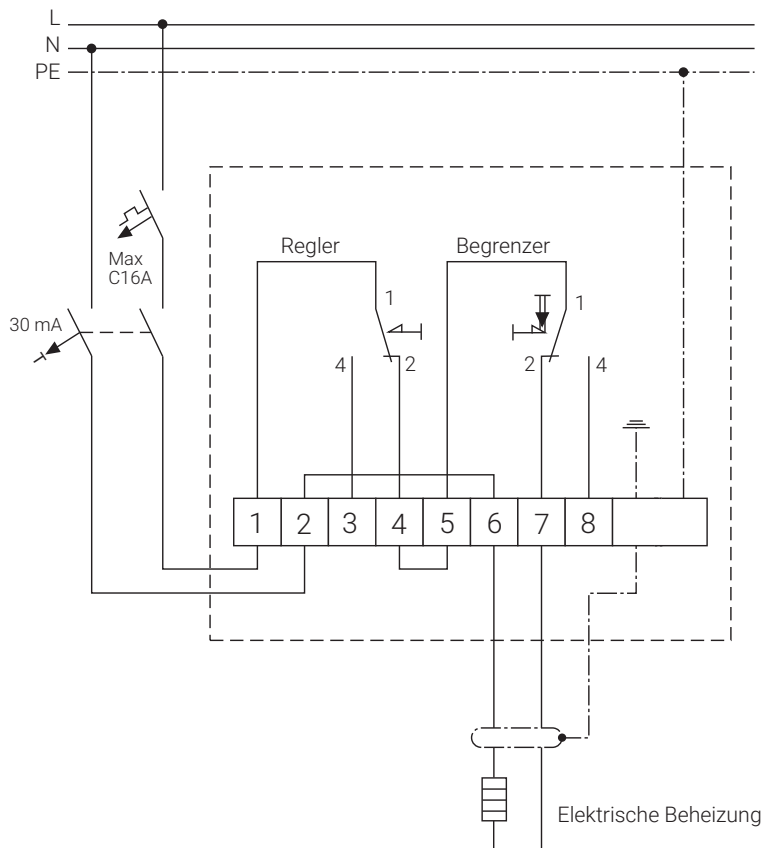 L
N
PE
Regler
Begrenzer
Max
C16A
30 mA
1
1
4
2
2
4
1 2 3 4 5 6 7 8
Elektrische Beheizung